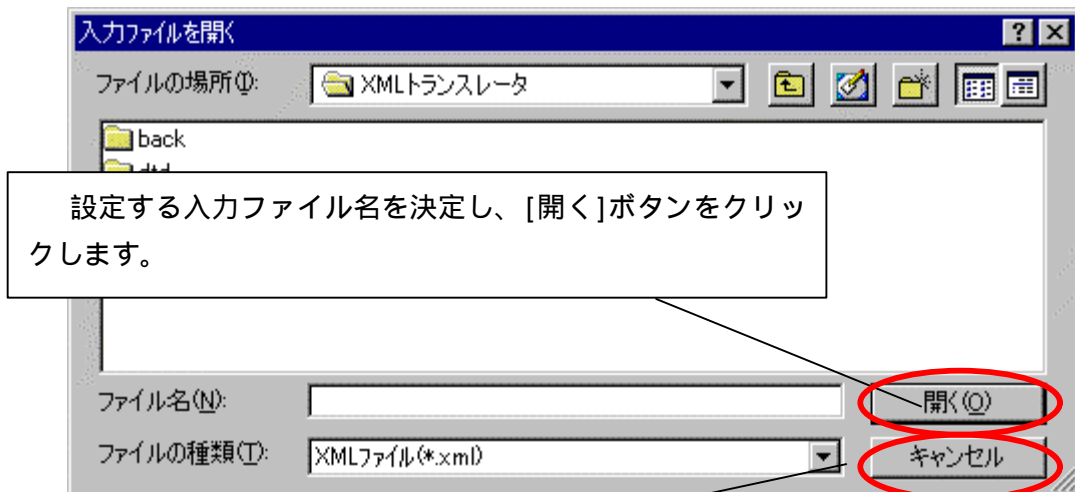 入力ファイルを開く
ファイルの場所(I):
XMLトランスレータ
back
設定する入力ファイル名を決定し、[開く]ボタンをクリッ
クします。
ファイル名(N):
開く(O)
ファイルの種類(T):
XMLファイル(*.xml)
キャンセル